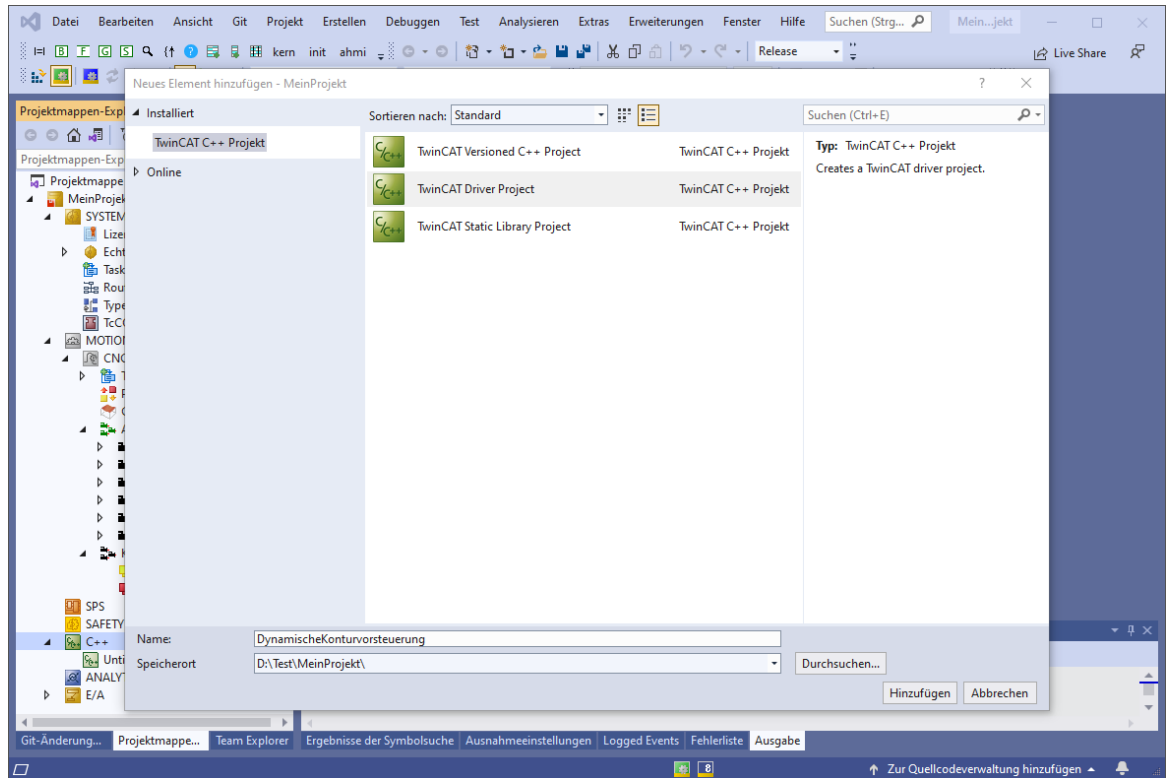 Datei Bearbeiten Ansicht Git Projekt Erstellen Debuggen Test Analysieren Extras Erweiterungen Fenster Hilfe Suchen (Strg... Mein...jekt
B F G S kern init ahmi Release Live Share
Neues Element hinzufügen - MeinProjekt ? ×
Projektmappen-Expl
Projektmappen-Exp
Projektmappe
MeinProjek
SYSTEM
Lize
Echt
Task
Rou
Type
TcCO
MOTIO
CNC
SPS
SAFETY
C++
Unti
ANALY
E/A
Installiert
TwinCAT C++ Projekt
Online
Sortieren nach: Standard
Suchen (Ctrl+E)
C/C++ TwinCAT Versioned C++ Project TwinCAT C++ Projekt
C/C++ TwinCAT Driver Project TwinCAT C++ Projekt
C/C++ TwinCAT Static Library Project TwinCAT C++ Projekt
Typ: TwinCAT C++ Projekt
Creates a TwinCAT driver project.
Name: DynamischeKonturvorsteuerung
Speicherort D:\Test\MeinProjekt\ Durchsuchen...
Hinzufügen Abbrechen
Git-Änderung... Projektmappe... Team Explorer Ergebnisse der Symbolsuche Ausnahmeeinstellungen Logged Events Fehlerliste Ausgabe
8 Zur Quellcodeverwaltung hinzufügen